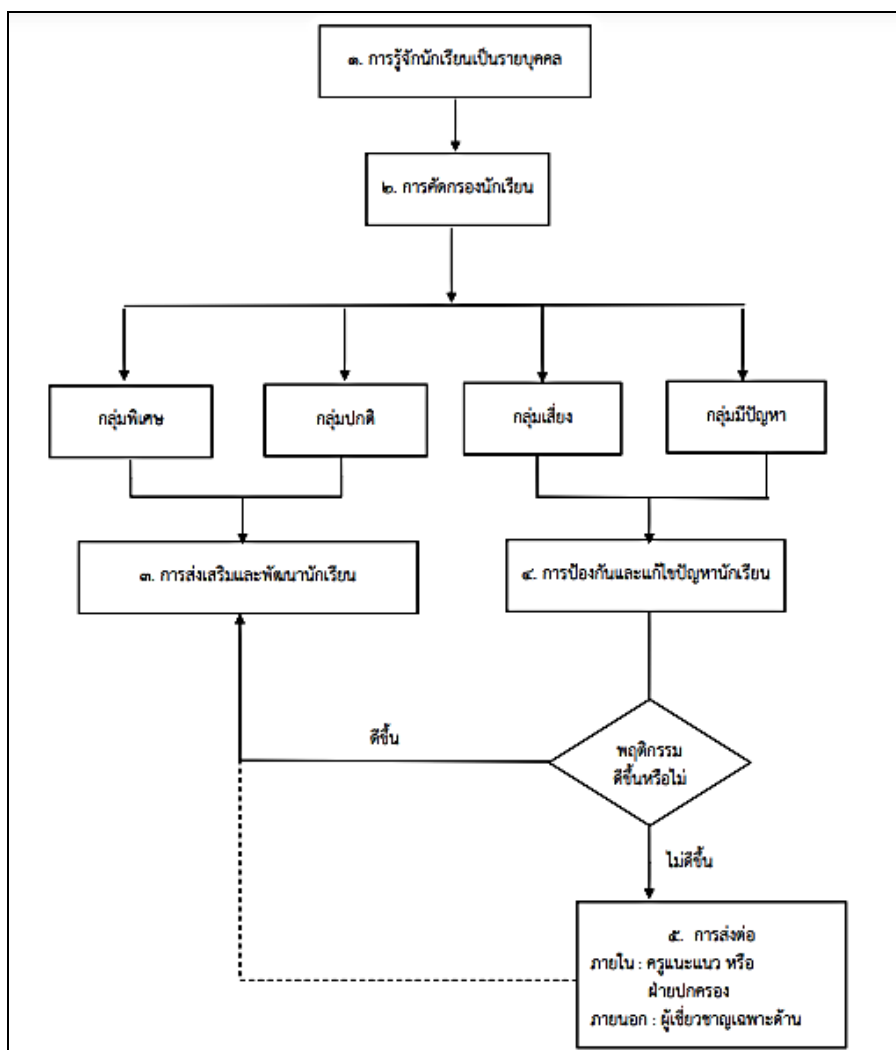 ๑. การรู้จักนักเรียนเป็นรายบุคคล
๒. การคัดกรองนักเรียน
กลุ่มพิเศษ
กลุ่มปกติ
กลุ่มเสี่ยง
กลุ่มมีปัญหา
๓. การส่งเสริมและพัฒนานักเรียน
๔. การป้องกันและแก้ไขปัญหานักเรียน
ดีขึ้น
พฤติกรรม
ดีขึ้นหรือไม่
ไม่ดีขึ้น
๕. การส่งต่อ
ภายใน : ครูแนะแนว หรือ
ฝ่ายปกครอง
ภายนอก : ผู้เชี่ยวชาญเฉพาะด้าน